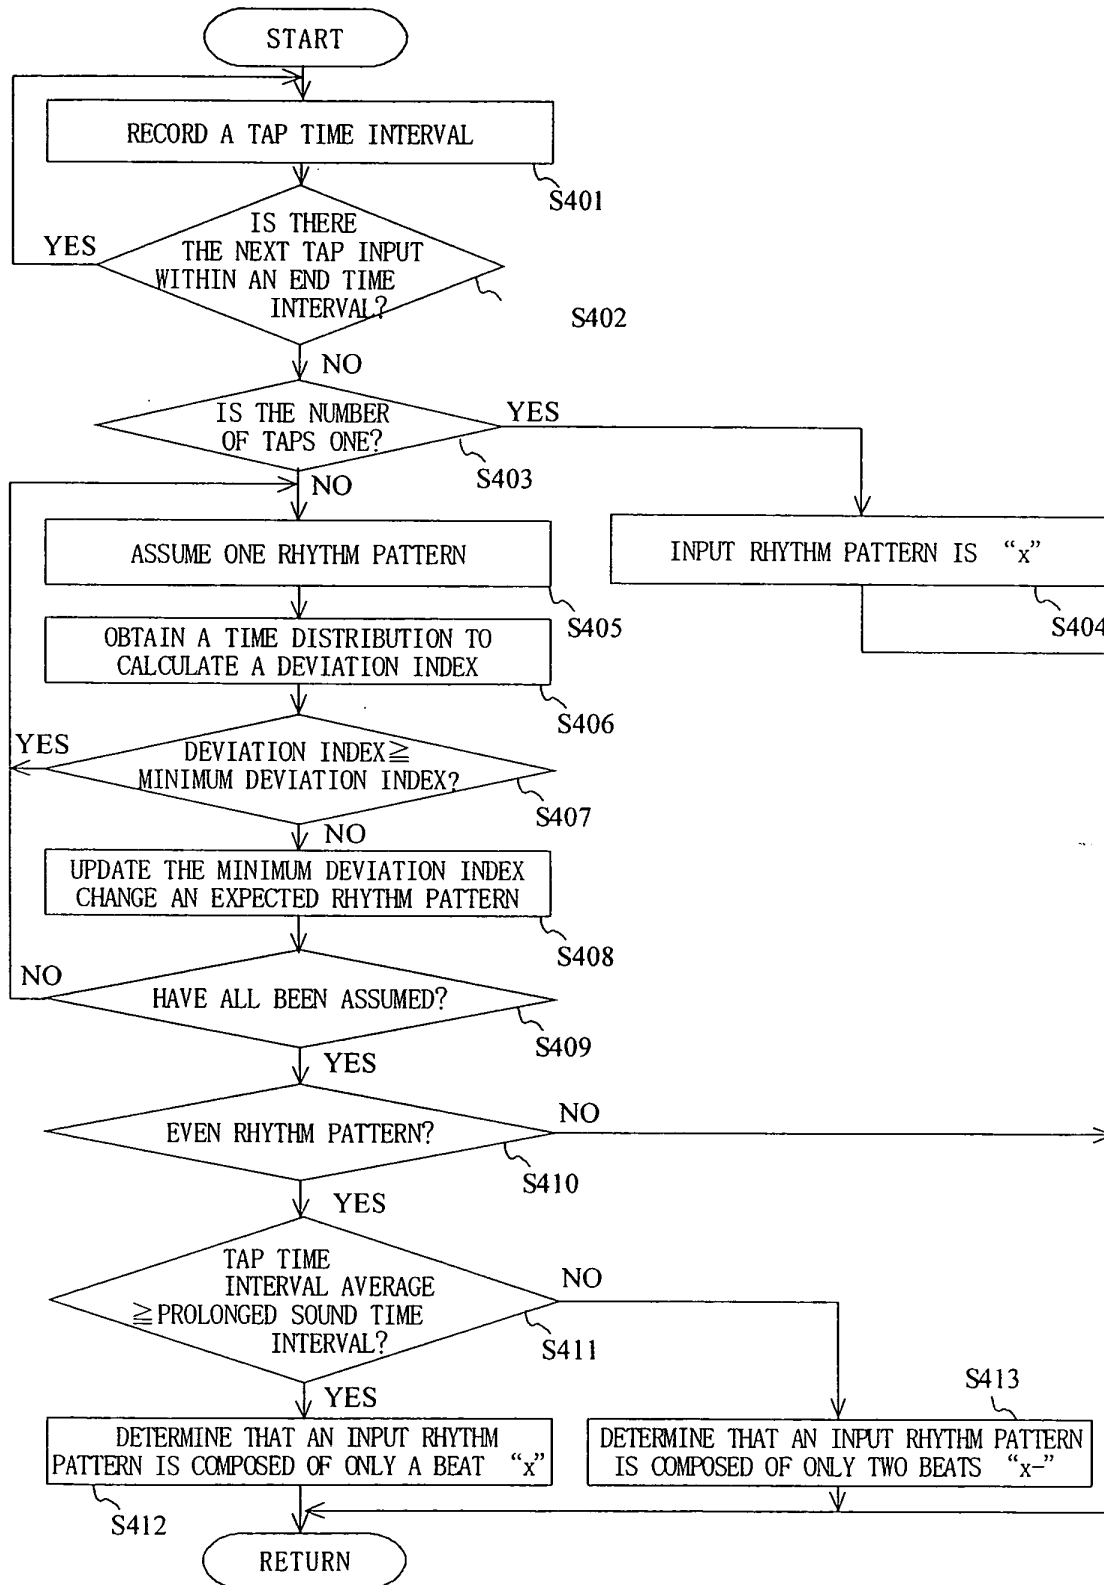 START
RECORD A TAP TIME INTERVAL
S401
IS THERE
THE NEXT TAP INPUT
WITHIN AN END TIME
INTERVAL?
YES
S402
NO
IS THE NUMBER
OF TAPS ONE?
YES
S403
NO
ASSUME ONE RHYTHM PATTERN
S405
INPUT RHYTHM PATTERN IS “x”
S404
OBTAIN A TIME DISTRIBUTION TO
CALCULATE A DEVIATION INDEX
S406
YES
DEVIATION INDEX≧
MINIMUM DEVIATION INDEX?
S407
NO
UPDATE THE MINIMUM DEVIATION INDEX
CHANGE AN EXPECTED RHYTHM PATTERN
S408
NO
HAVE ALL BEEN ASSUMED?
S409
YES
EVEN RHYTHM PATTERN?
NO
S410
YES
TAP TIME
INTERVAL AVERAGE
≧PROLONGED SOUND TIME
INTERVAL?
NO
S411
YES
S413
DETERMINE THAT AN INPUT RHYTHM
PATTERN IS COMPOSED OF ONLY A BEAT “x”
S412
DETERMINE THAT AN INPUT RHYTHM PATTERN
IS COMPOSED OF ONLY TWO BEATS “x-”
RETURN